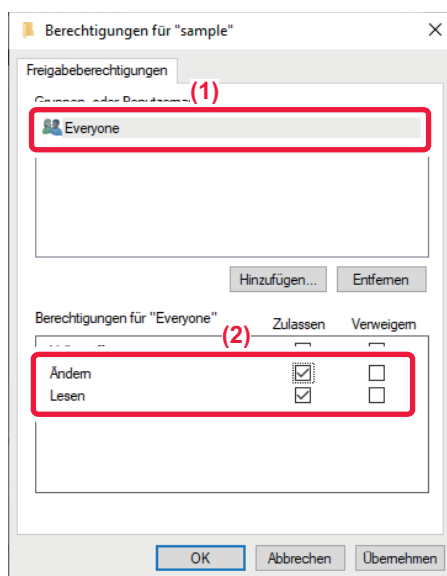 Berechtigungen für "sample"
Freigabeberechtigungen
(1)
Everyone
Hinzufügen...
Entfernen
Berechtigungen für "Everyone"
(2)
Zulassen
Verweigern
Ändern
Lesen
OK
Abbrechen
Übernehmen